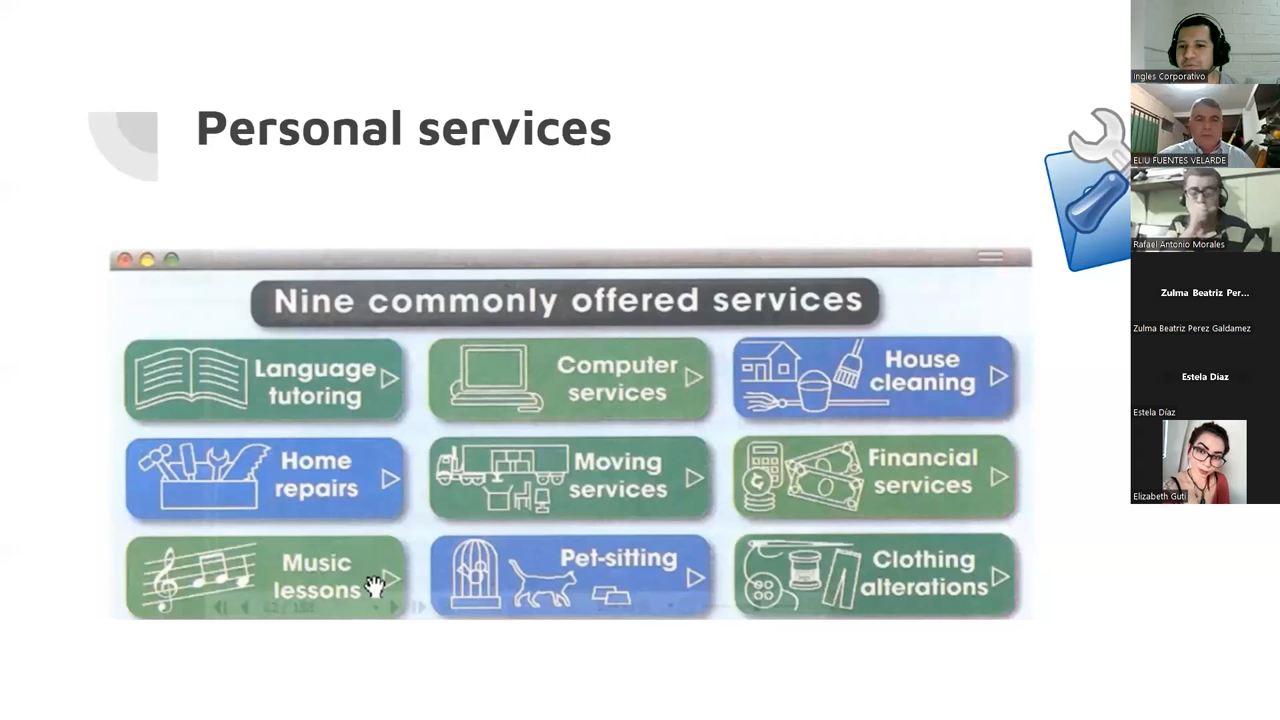 Personal services
Nine commonly offered services
Language
tutoring
Computer
services
House
cleaning
Home
repairs
Moving
services
Financial
services
Music
lessons
Pet-sitting
Clothing
alterations
Ingles Corporativo
ELIU FUENTES VELARDE
Rafael Antonio Morales
Zulma Beatriz Per...
Zulma Beatriz Perez Galdamez
Estela Díaz
Estela Díaz
Elizabeth Guti